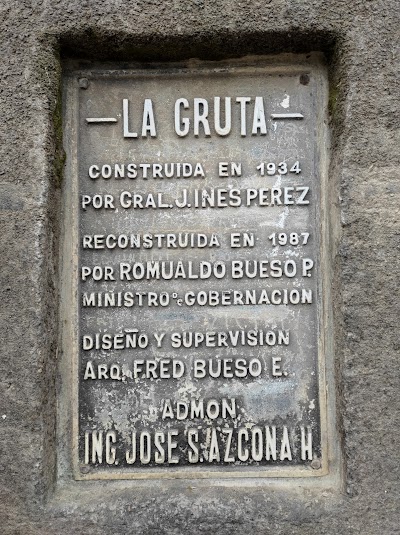 — LA GRUTA —
CONSTRUIDA EN 1934
POR GRAL. J. INES PEREZ
RECONSTRUIDA EN 1987
POR ROMUALDO BUESO P.
MINISTRO DE GOBERNACION
DISEÑO Y SUPERVISIÓN
ARQ. FRED BUESO E.
ADMON.
ING. JOSE S. AZCONA H